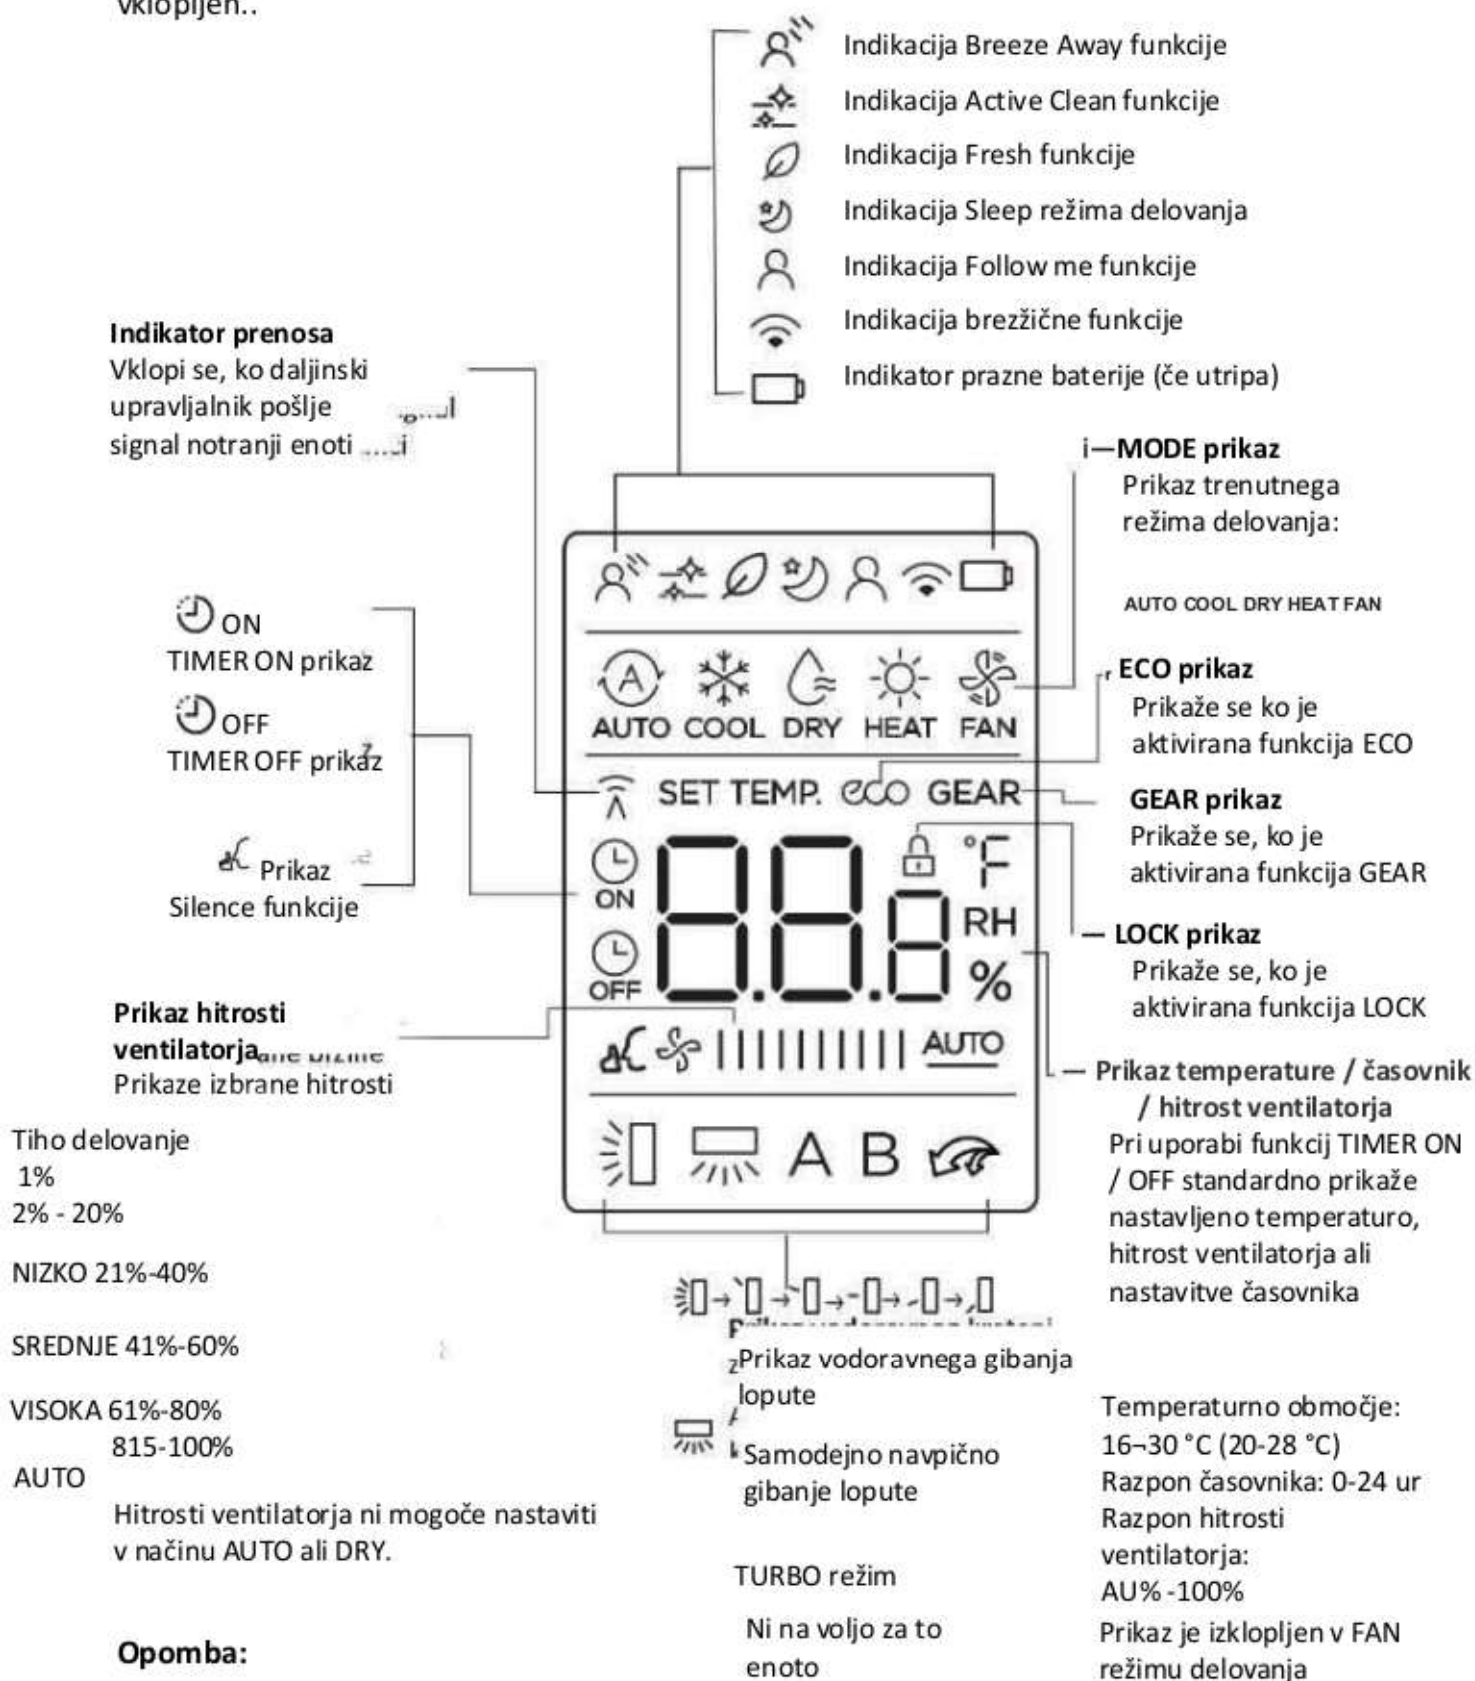 vklopljen..
Indikacija Breeze Away funkcije
Indikacija Active Clean funkcije
Indikacija Fresh funkcije
Indikacija Sleep režima delovanja
Indikacija Follow me funkcije
Indikacija brezžične funkcije
Indikator prazne baterije (če utripa)
Indikator prenosa
Vklopi se, ko daljinski
upravljalnik pošlje
signal notranji enoti
i—MODE prikaz
Prikaz trenutnega
režima delovanja:
AUTO COOL DRY HEAT FAN
ON
TIMER ON prikaz
OFF
TIMER OFF prikaz
Prikaz
Silence funkcije
A
AUTO COOL DRY HEAT FAN
SET TEMP. eco GEAR
ON
OFF
88.8
°F
RH
%
AUTO
A B
r ECO prikaz
Prikaže se ko je
aktivirana funkcija ECO
GEAR prikaz
Prikaže se, ko je
aktivirana funkcija GEAR
— LOCK prikaz
Prikaže se, ko je
aktivirana funkcija LOCK
Prikaz hitrosti
ventilatorja
Prikaze izbrane hitrosti
Tiho delovanje
1%
2% - 20%
NIZKO 21%-40%
SREDNJE 41%-60%
VISOKA 61%-80%
815-100%
AUTO
Hitrosti ventilatorja ni mogoče nastaviti
v načinu AUTO ali DRY.
Opomba:
Prikaz vodoravnega gibanja
lopute
Samodejno navpično
gibanje lopute
TURBO režim
Ni na voljo za to
enoto
— Prikaz temperature / časovnik
/ hitrost ventilatorja
Pri uporabi funkcij TIMER ON
/ OFF standardno prikaže
nastavljeno temperaturo,
hitrost ventilatorja ali
nastavitve časovnika
Temperaturno območje:
16¬30 °C (20-28 °C)
Razpon časovnika: 0-24 ur
Razpon hitrosti
ventilatorja:
AU% -100%
Prikaz je izklopljen v FAN
režimu delovanja